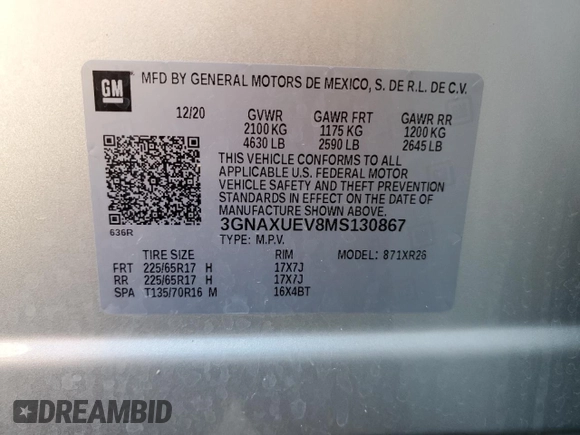 GM
MFD BY GENERAL MOTORS DE MEXICO, S. DE R.L. DE C.V.
12/20 GVWR GAWR FRT GAWR RR
2100 KG 1175 KG 1200 KG
4630 LB 2590 LB 2645 LB
THIS VEHICLE CONFORMS TO ALL
APPLICABLE U.S. FEDERAL MOTOR
VEHICLE SAFETY AND THEFT PREVENTION
STANDARDS IN EFFECT ON THE DATE OF
MANUFACTURE SHOWN ABOVE.
636R
3GNAXUEV8MS130867
TYPE: M.P.V.
TIRE SIZE RIM MODEL: 871XR26
FRT 225/65R17 H 17X7J
RR 225/65R17 H 17X7J
SPA T135/70R16 M 16X4BT
DREAMBID
DREAMBID.COM